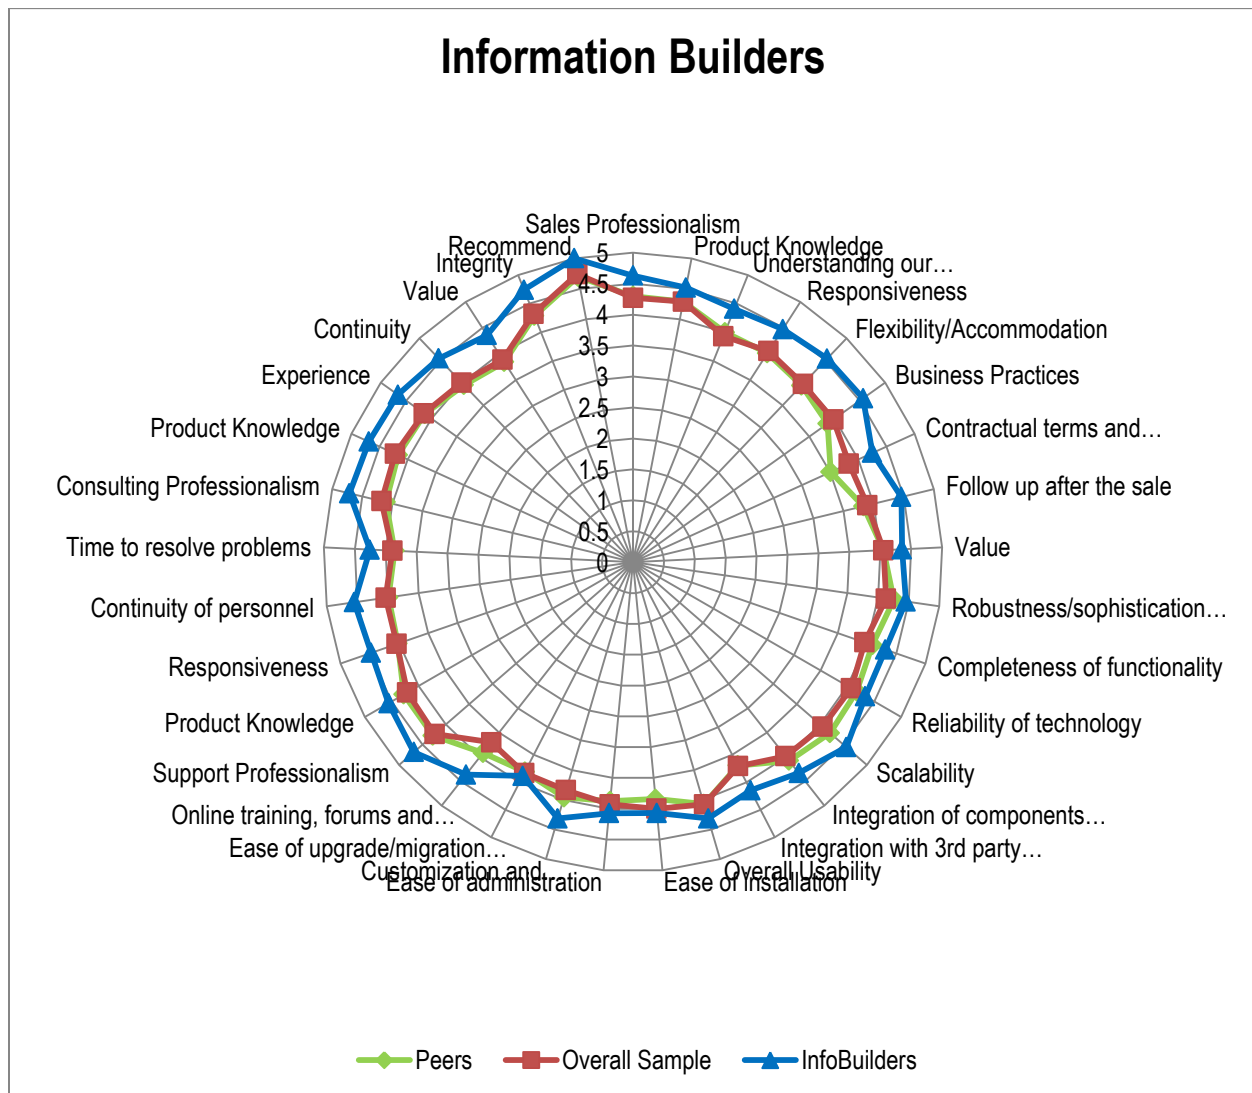 Information Builders
Sales Professionalism
Product Knowledge
Understanding our…
Responsiveness
Flexibility/Accommodation
Business Practices
Contractual terms and…
Follow up after the sale
Value
Robustness/sophistication…
Completeness of functionality
Reliability of technology
Scalability
Integration of components…
Integration with 3rd party…
Overall Usability
Ease of installation
Ease of administration
Customization and…
Ease of upgrade/migration…
Online training, forums and…
Support Professionalism
Product Knowledge
Responsiveness
Continuity of personnel
Time to resolve problems
Consulting Professionalism
Product Knowledge
Experience
Continuity
Value
Integrity
Recommend
5
4.5
4
3.5
3
2.5
2
1.5
1
0.5
0
Peers
Overall Sample
InfoBuilders